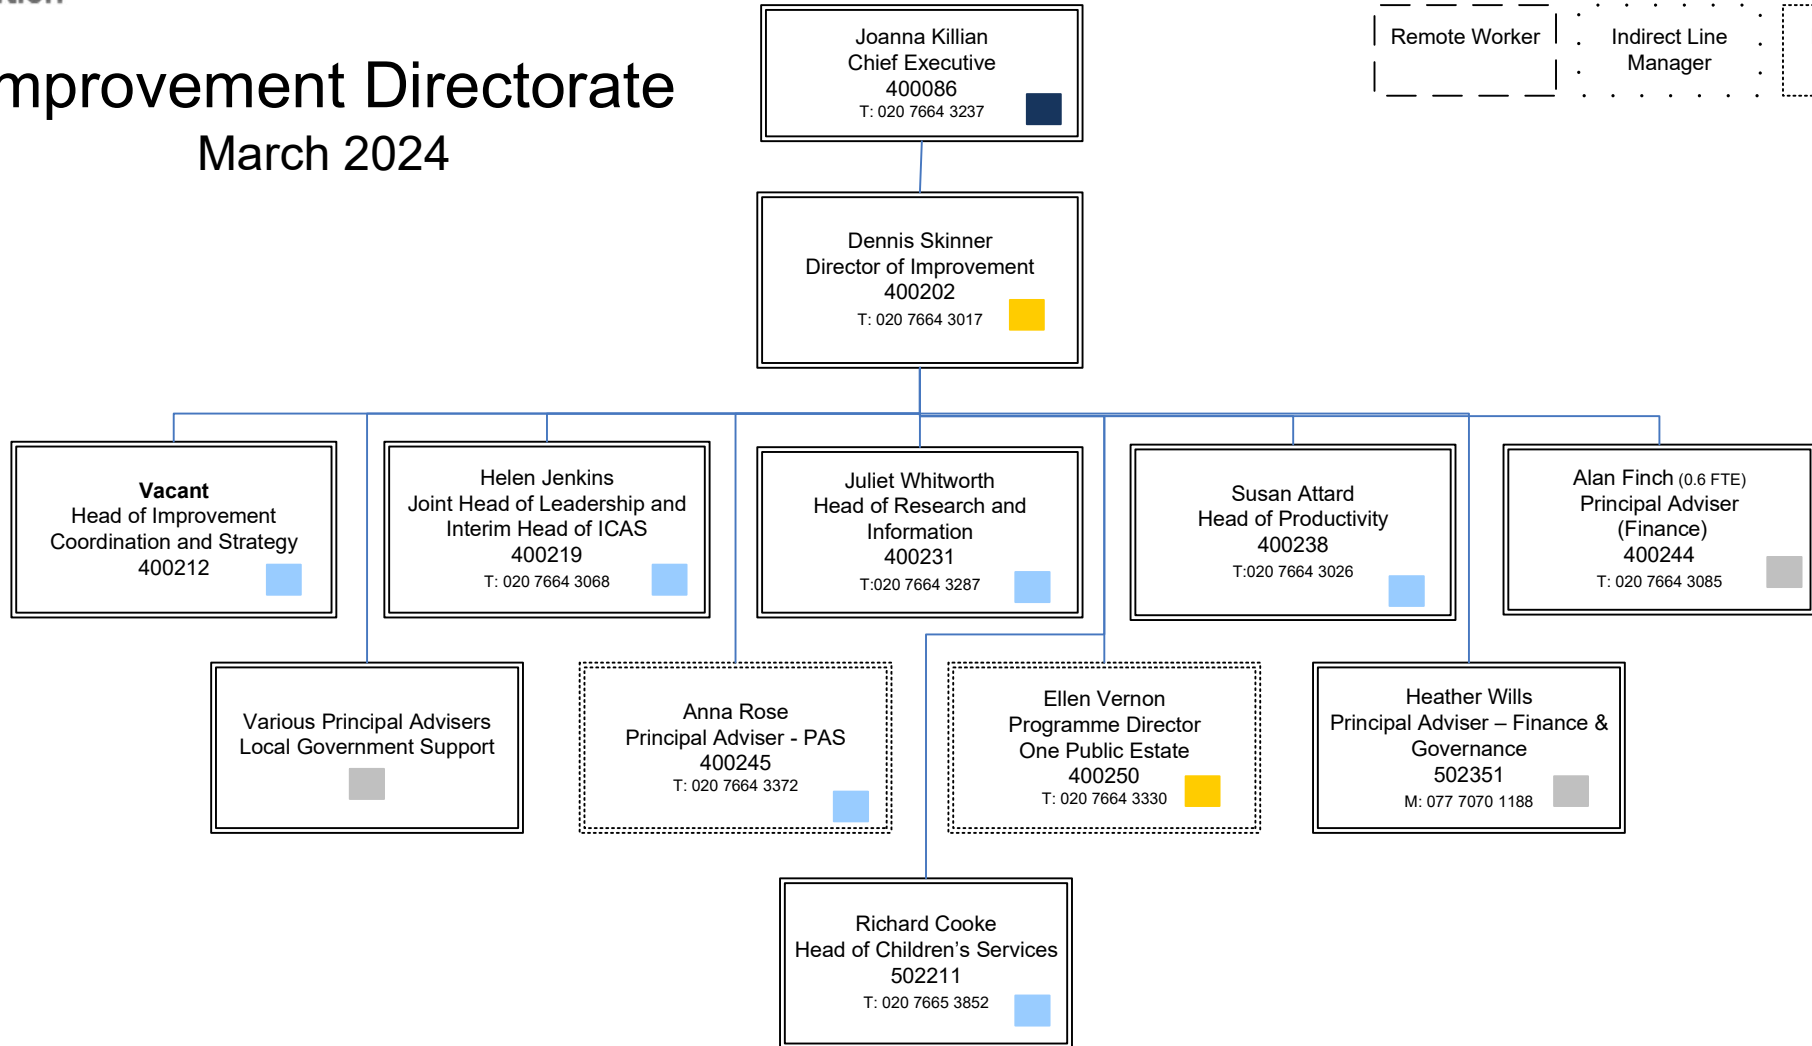 mprovement Directorate
March 2024
Joanna Killian
Chief Executive
400086
T: 020 7664 3237
Remote Worker
Indirect Line
Manager
Dennis Skinner
Director of Improvement
400202
T: 020 7664 3017
Vacant
Head of Improvement
Coordination and Strategy
400212
Helen Jenkins
Joint Head of Leadership and
Interim Head of ICAS
400219
T: 020 7664 3068
Juliet Whitworth
Head of Research and
Information
400231
T:020 7664 3287
Susan Attard
Head of Productivity
400238
T:020 7664 3026
Alan Finch (0.6 FTE)
Principal Adviser
(Finance)
400244
T: 020 7664 3085
Various Principal Advisers
Local Government Support
Anna Rose
Principal Adviser - PAS
400245
T: 020 7664 3372
Ellen Vernon
Programme Director
One Public Estate
400250
T: 020 7664 3330
Heather Wills
Principal Adviser – Finance &
Governance
502351
M: 077 7070 1188
Richard Cooke
Head of Children’s Services
502211
T: 020 7665 3852